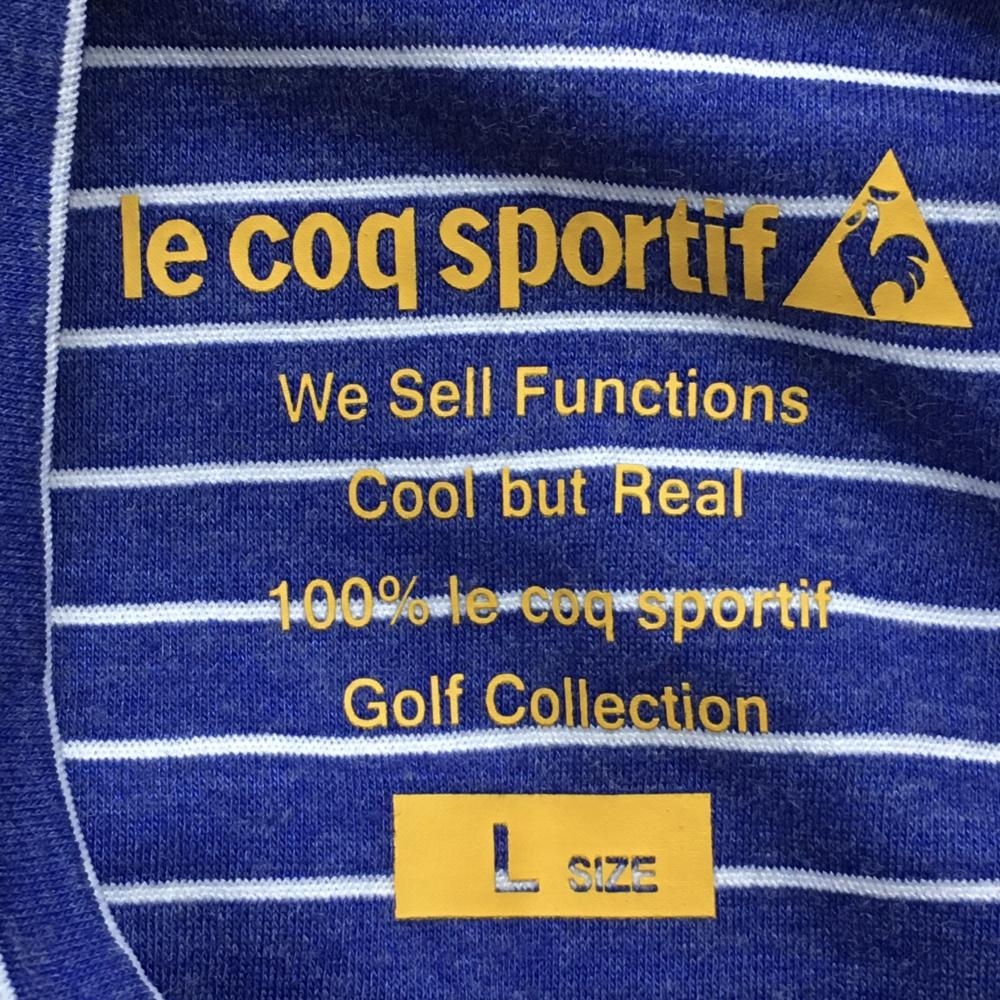 le coq sportif
We Sell Functions
Cool but Real
100% le coq sportif
Golf Collection
L SIZE